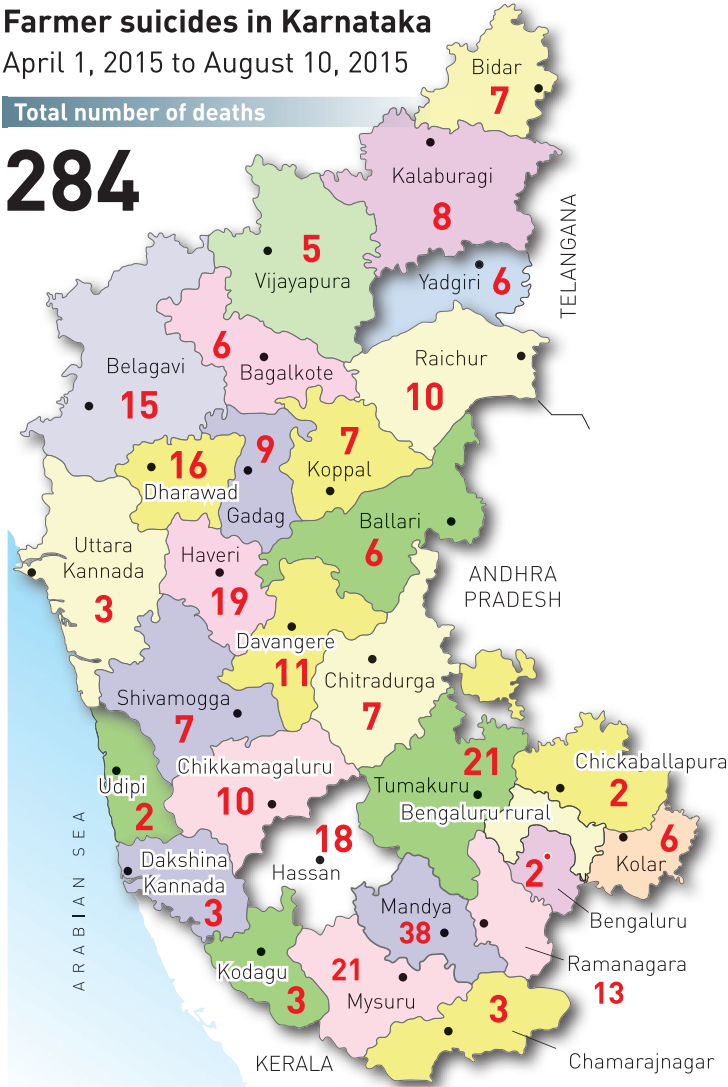 Farmer suicides in Karnataka
April 1, 2015 to August 10, 2015
Total number of deaths
284
Bidar
7
Kalaburagi
8
TELANGANA
5
Vijayapura
Yadgiri 6
6
Bagalkote
Raichur
10
Belagavi
15
9
7
Koppal
16
Dharawad
Gadag
Ballari
6
Uttara
Kannada
3
Haveri
19
ANDHRA
PRADESH
Davangere
11
Chitradurga
7
Shivamogga
7
Chikkamagaluru
10
21
Tumakuru
Chickaballapura
2
Bengaluru rural
Udipi
2
ARABIAN SEA
18
Hassan
6
Kolar
2
Bengaluru
Dakshina
Kannada
3
Mandya
38
Ramanagara
13
Kodagu
3
21
Mysuru
3
Chamarajnagar
KERALA